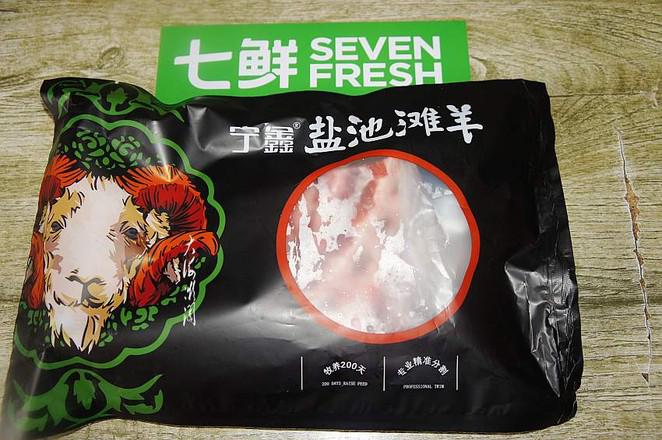 七鲜 SEVEN
FRESH
宁鑫® 盐池滩羊
牧养200天
200 DAYS RAISE FEED
专业精准分割
PROFESSIONAL TRIM